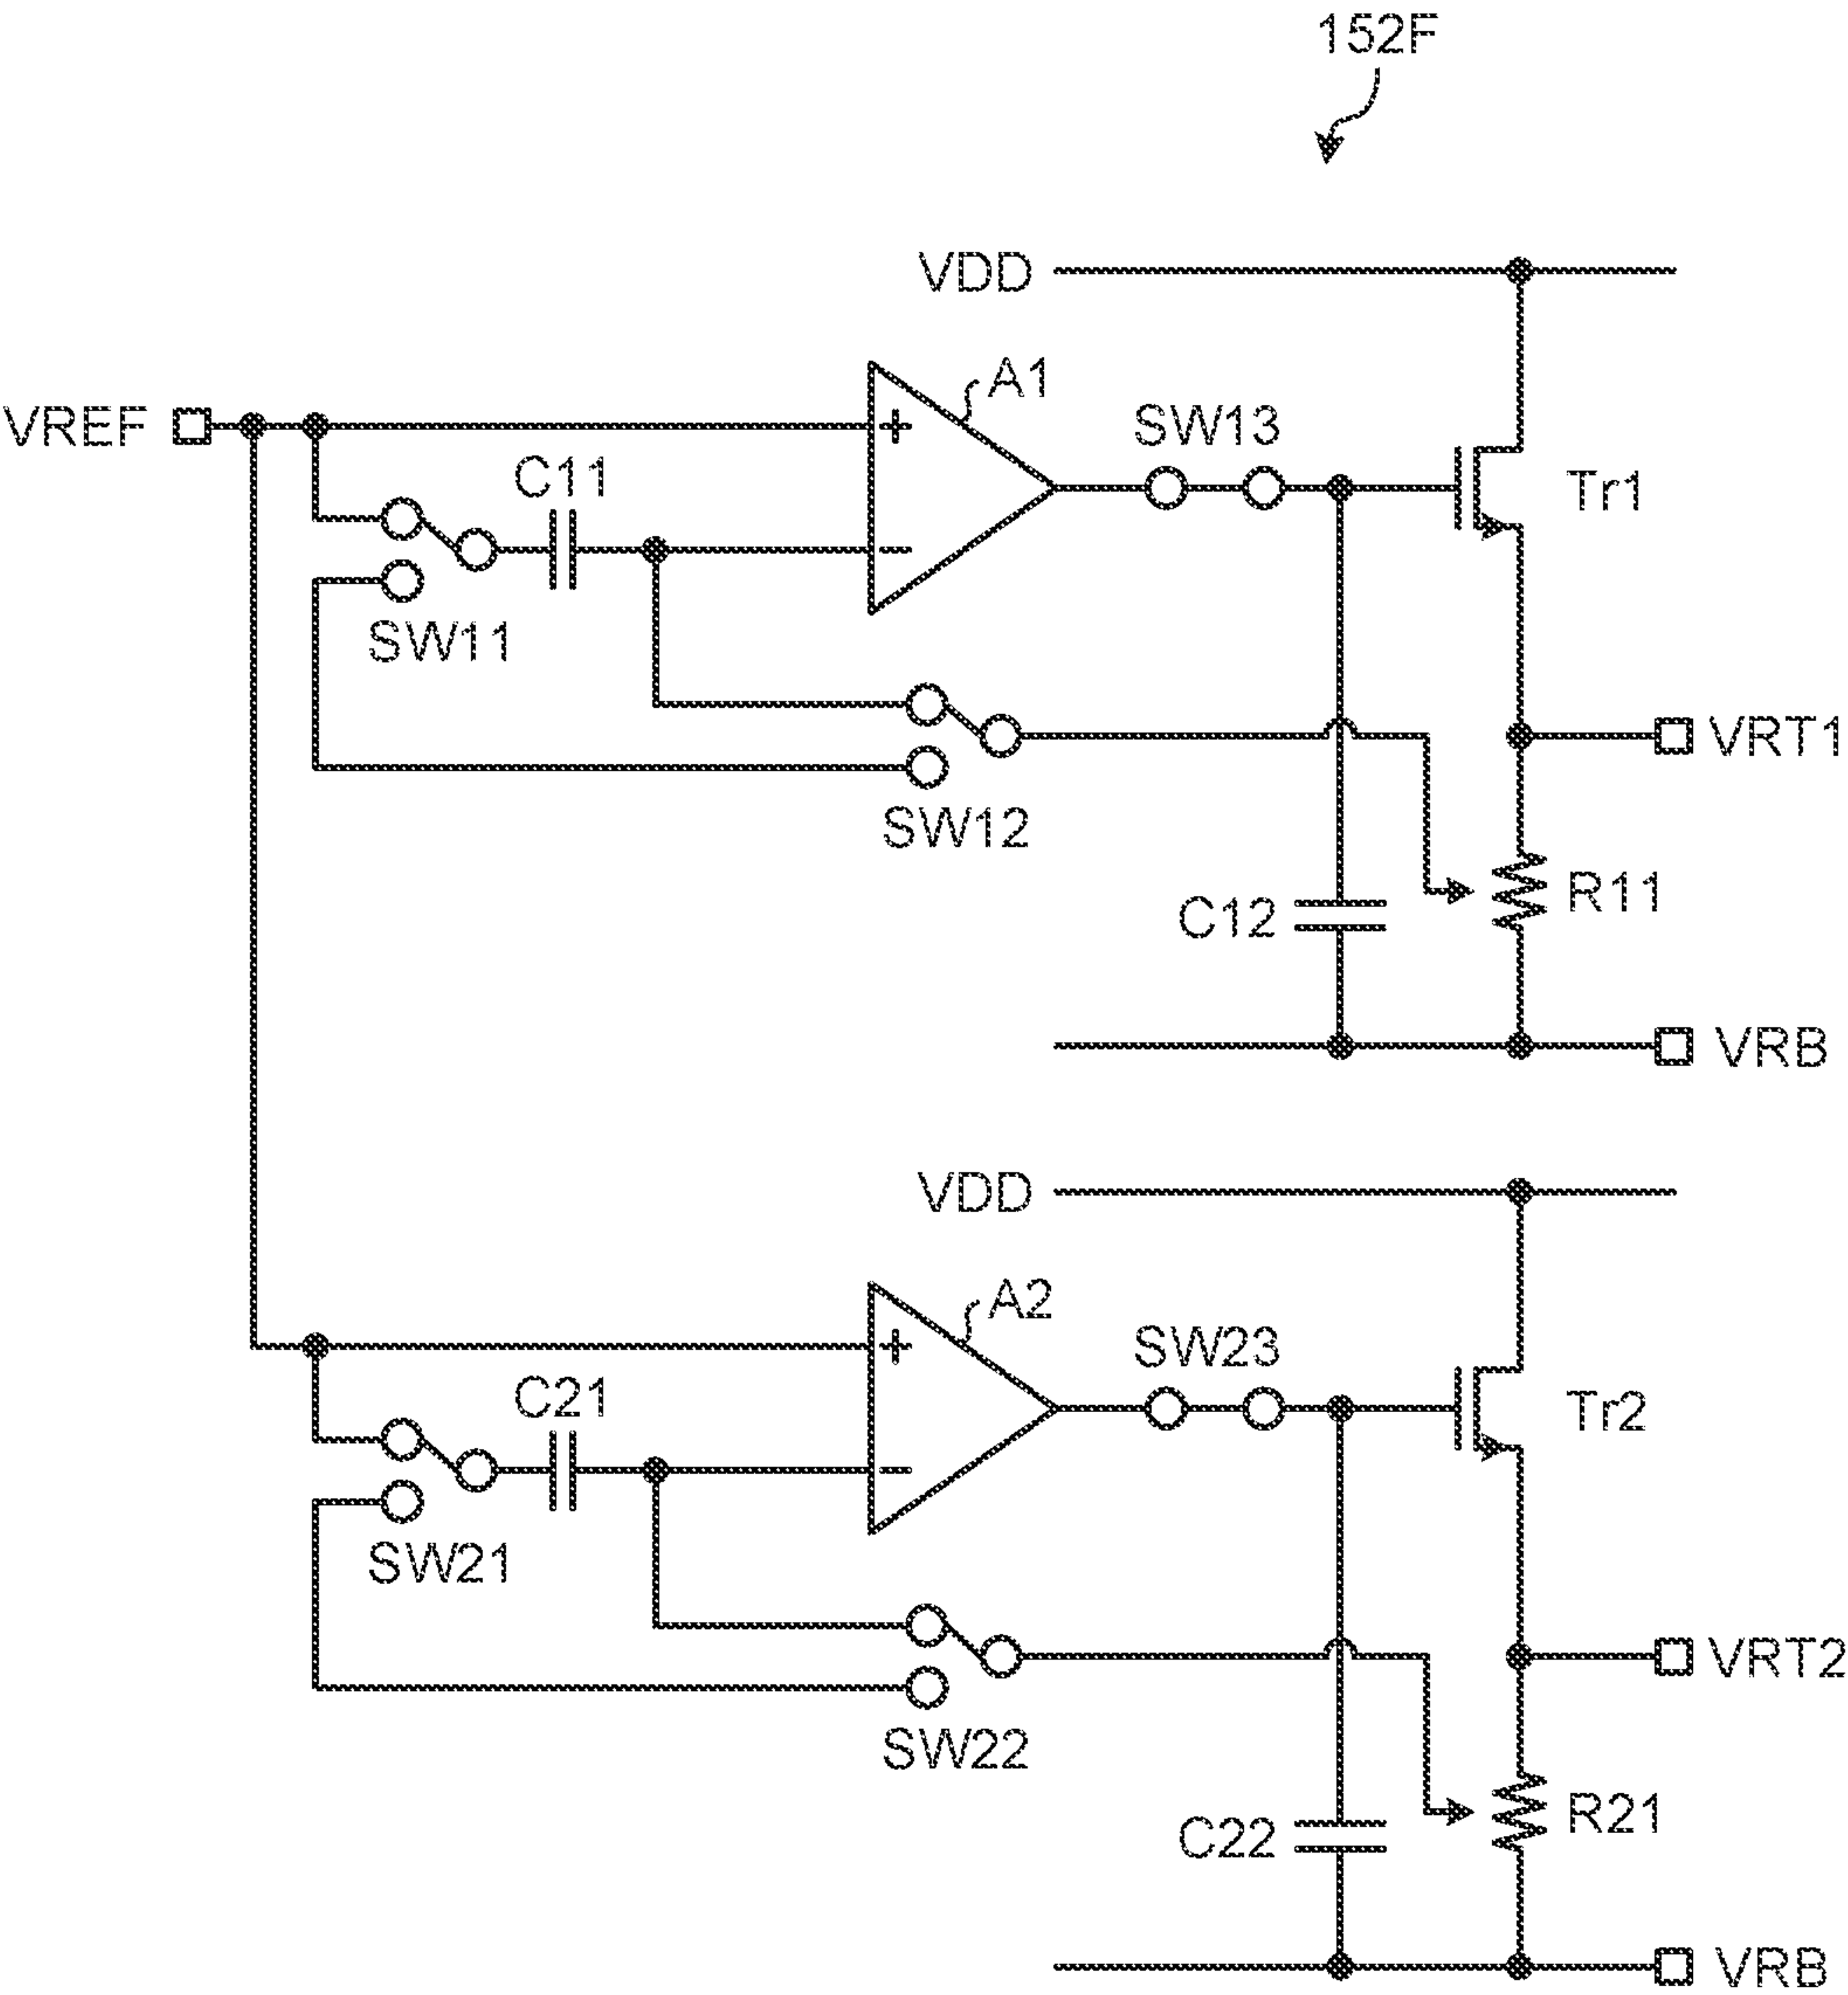 152F
VDD
A1
VREF
SW13
C11
+
Tr1
−
SW11
VRT1
SW12
R11
C12
VRB
VDD
A2
SW23
+
C21
Tr2
−
SW21
VRT2
SW22
R21
C22
VRB